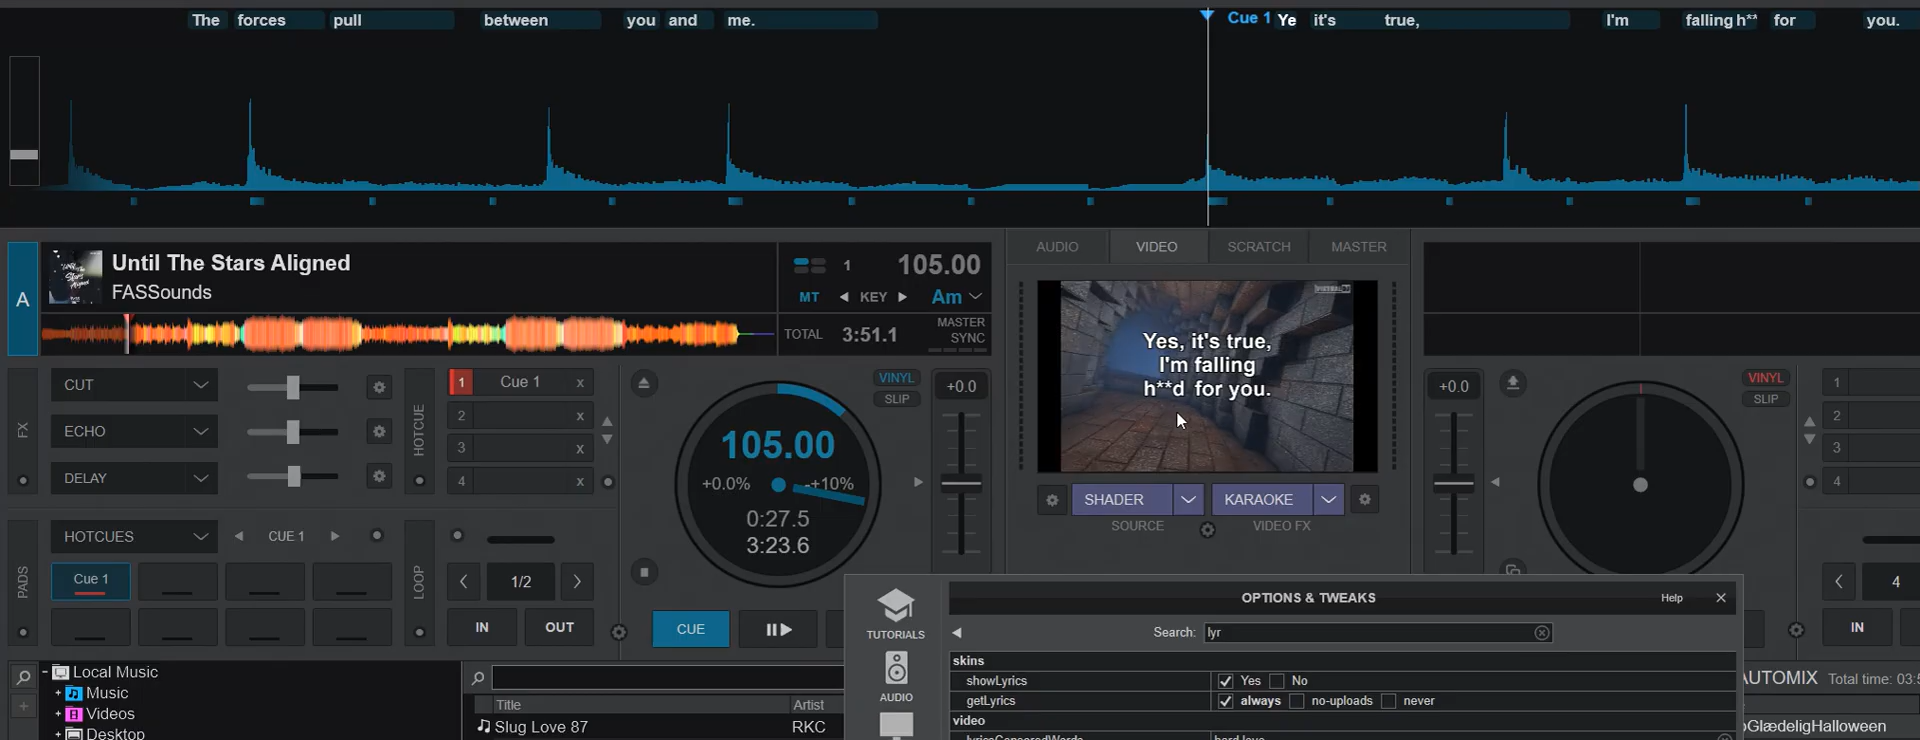 The forces pull between you and me. Cue 1 Ye it's true, I'm falling h** for you.
A
Until The Stars Aligned
FASSounds
1 105.00
MT KEY Am
TOTAL 3:51.1 MASTER SYNC
AUDIO VIDEO SCRATCH MASTER
Yes, it's true,
I'm falling
h**d for you.
SHADER KARAOKE
SOURCE VIDEO FX
FX
CUT
ECHO
DELAY
HOTCUE
1 Cue 1 x
2 x
3 x
4 x
VINYL
SLIP
105.00
+0.0% -+10%
0:27.5
3:23.6
+0.0
+0.0
VINYL
SLIP
1
2
3
4
PADS
HOTCUES CUE 1
Cue 1
LOOP
1/2
IN OUT
CUE
4
IN
TUTORIALS
AUDIO
OPTIONS & TWEAKS Help
Search: lyr
skins
showLyrics Yes No
getLyrics always no-uploads never
video
lyricsCensoredWords hard,love
Local Music
Music
Videos
Desktop
Title Artist
Slug Love 87 RKC
AUTOMIX Total time: 03:5
oGlædeligHalloween